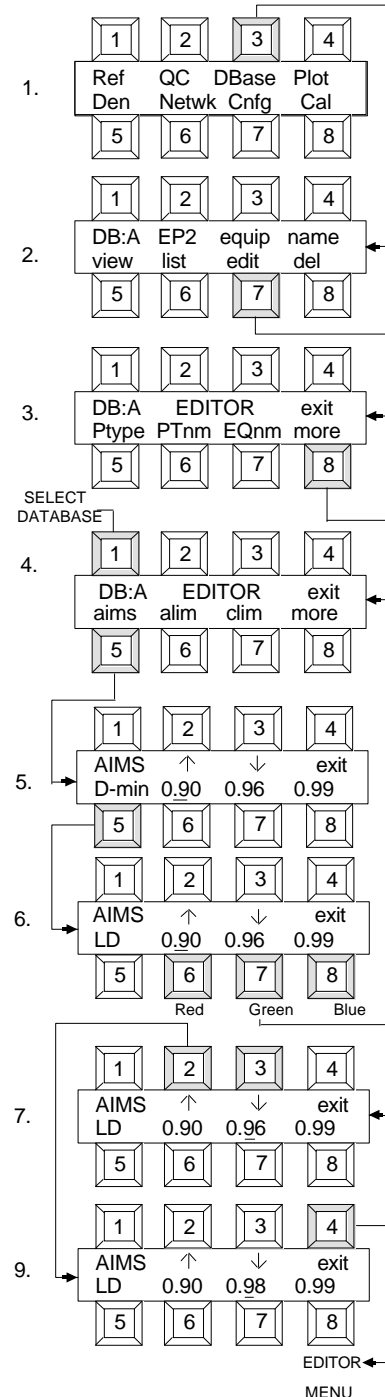 1 2 3 4
1. Ref QC DBase Plot
Den Netwk Cnfg Cal
5 6 7 8
1 2 3 4
2. DB:A EP2 equip name
view list edit del
5 6 7 8
1 2 3 4
3. DB:A EDITOR exit
Ptype PTnm EQnm more
5 6 7 8
SELECT
DATABASE
1 2 3 4
4. DB:A EDITOR exit
aims alim clim more
5 6 7 8
1 2 3 4
5. AIMS ↑ ↓ exit
D-min 0.90 0.96 0.99
5 6 7 8
1 2 3 4
6. AIMS ↑ ↓ exit
LD 0.90 0.96 0.99
5 6 7 8
Red Green Blue
1 2 3 4
7. AIMS ↑ ↓ exit
LD 0.90 0.96 0.99
5 6 7 8
1 2 3 4
9. AIMS ↑ ↓ exit
LD 0.90 0.98 0.99
5 6 7 8
EDITOR
MENU